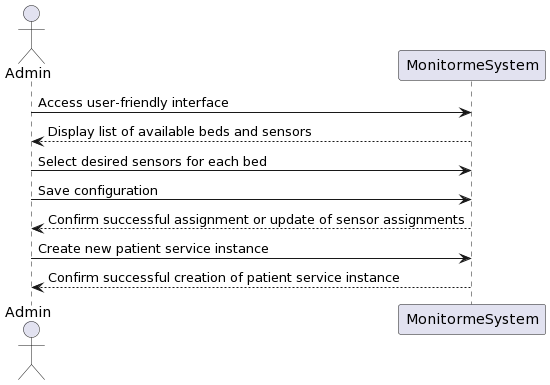 Admin
MonitormeSystem
Access user-friendly interface
Display list of available beds and sensors
Select desired sensors for each bed
Save configuration
Confirm successful assignment or update of sensor assignments
Create new patient service instance
Confirm successful creation of patient service instance
Admin
MonitormeSystem